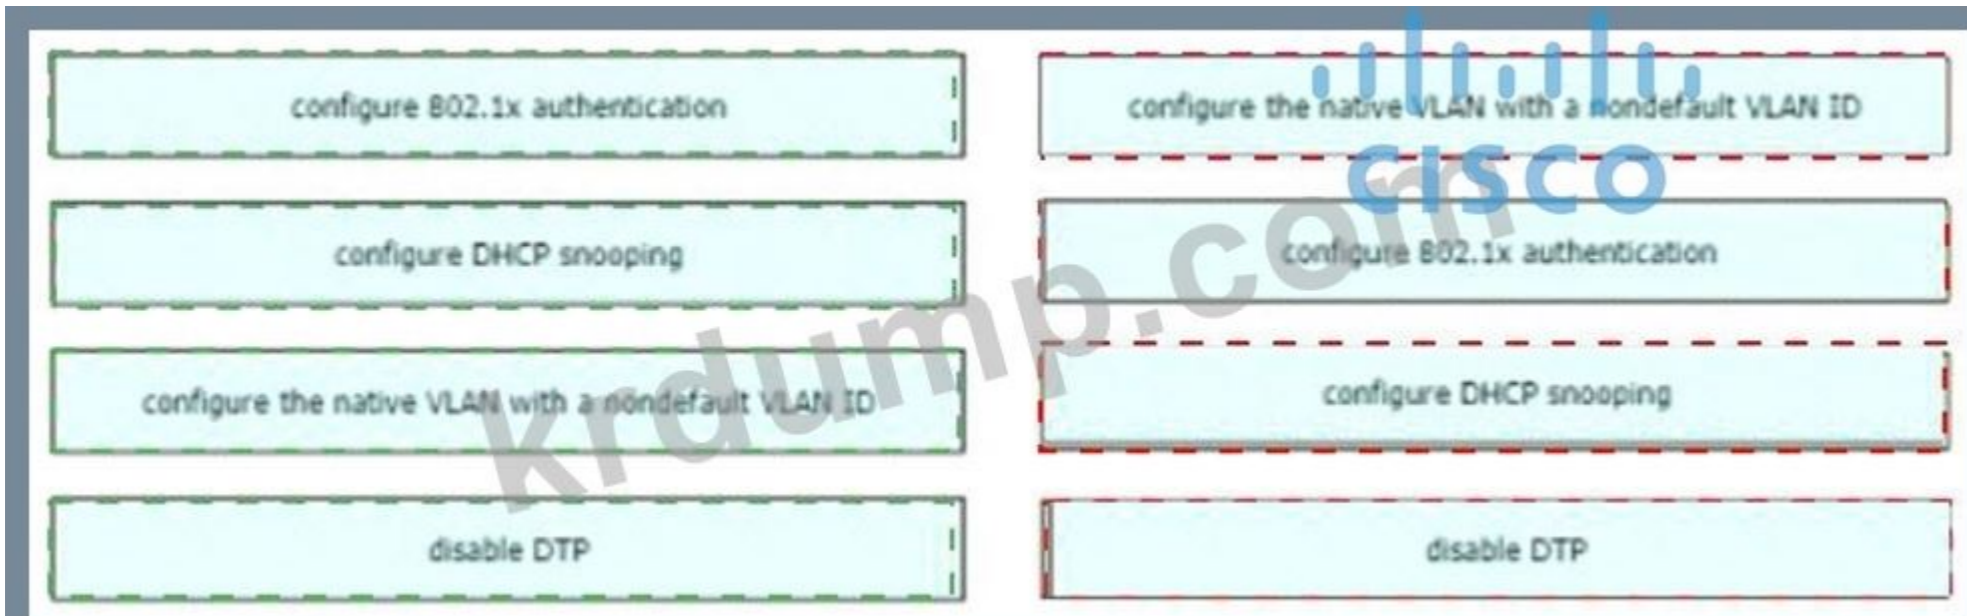 configure 802.1x authentication
configure DHCP snooping
configure the native VLAN with a nondefault VLAN ID
disable DTP
configure the native VLAN with a nondefault VLAN ID
configure 802.1x authentication
configure DHCP snooping
disable DTP
CISCO
krdump.com